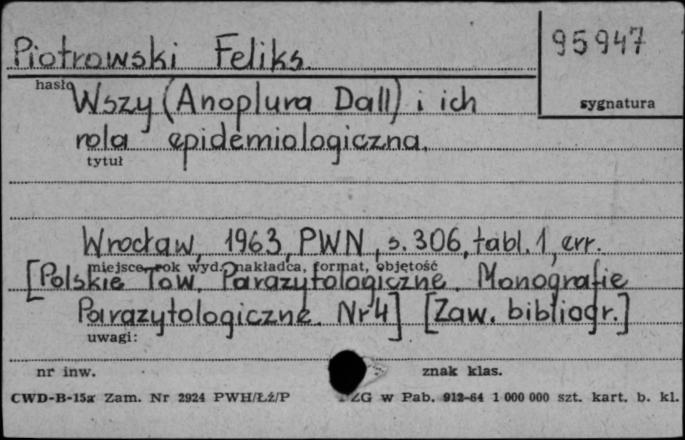 Piotrowski Feliks.
95947
hasło
sygnatura
Wszy (Anoplura Dall) i ich
rola epidemiologiczna.
tytuł
Wrocław, 1963, PWN, s. 306, tabl. 1, err.
miejsce, rok wyd. nakładca, format, objętość
[Polskie Tow. Parazytologiczne. Monografie
Parazytologiczne. Nr 4] [Zaw. bibliogr.]
uwagi:
nr inw.
znak klas.
CWD-B-15a Zam. Nr 2924 PWH/Łź/P ZG w Pab. 912-64 1 000 000 szt. kart. b. kl.